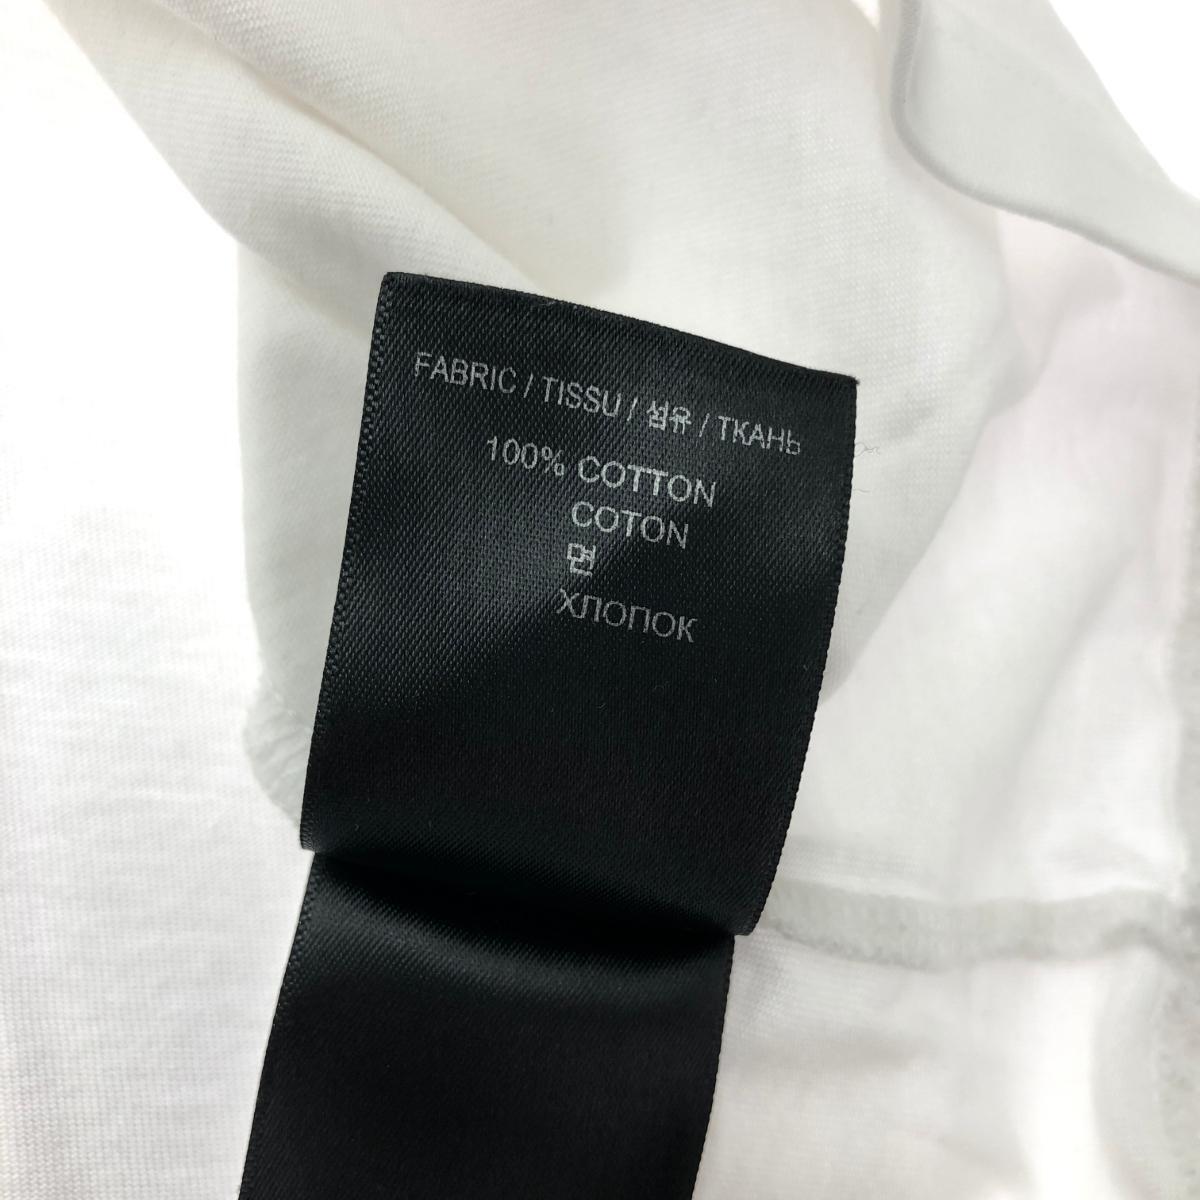 FABRIC / TISSU / 섬유 / ТКАНЬ
100% COTTON
COTON
면
ХЛОПОК